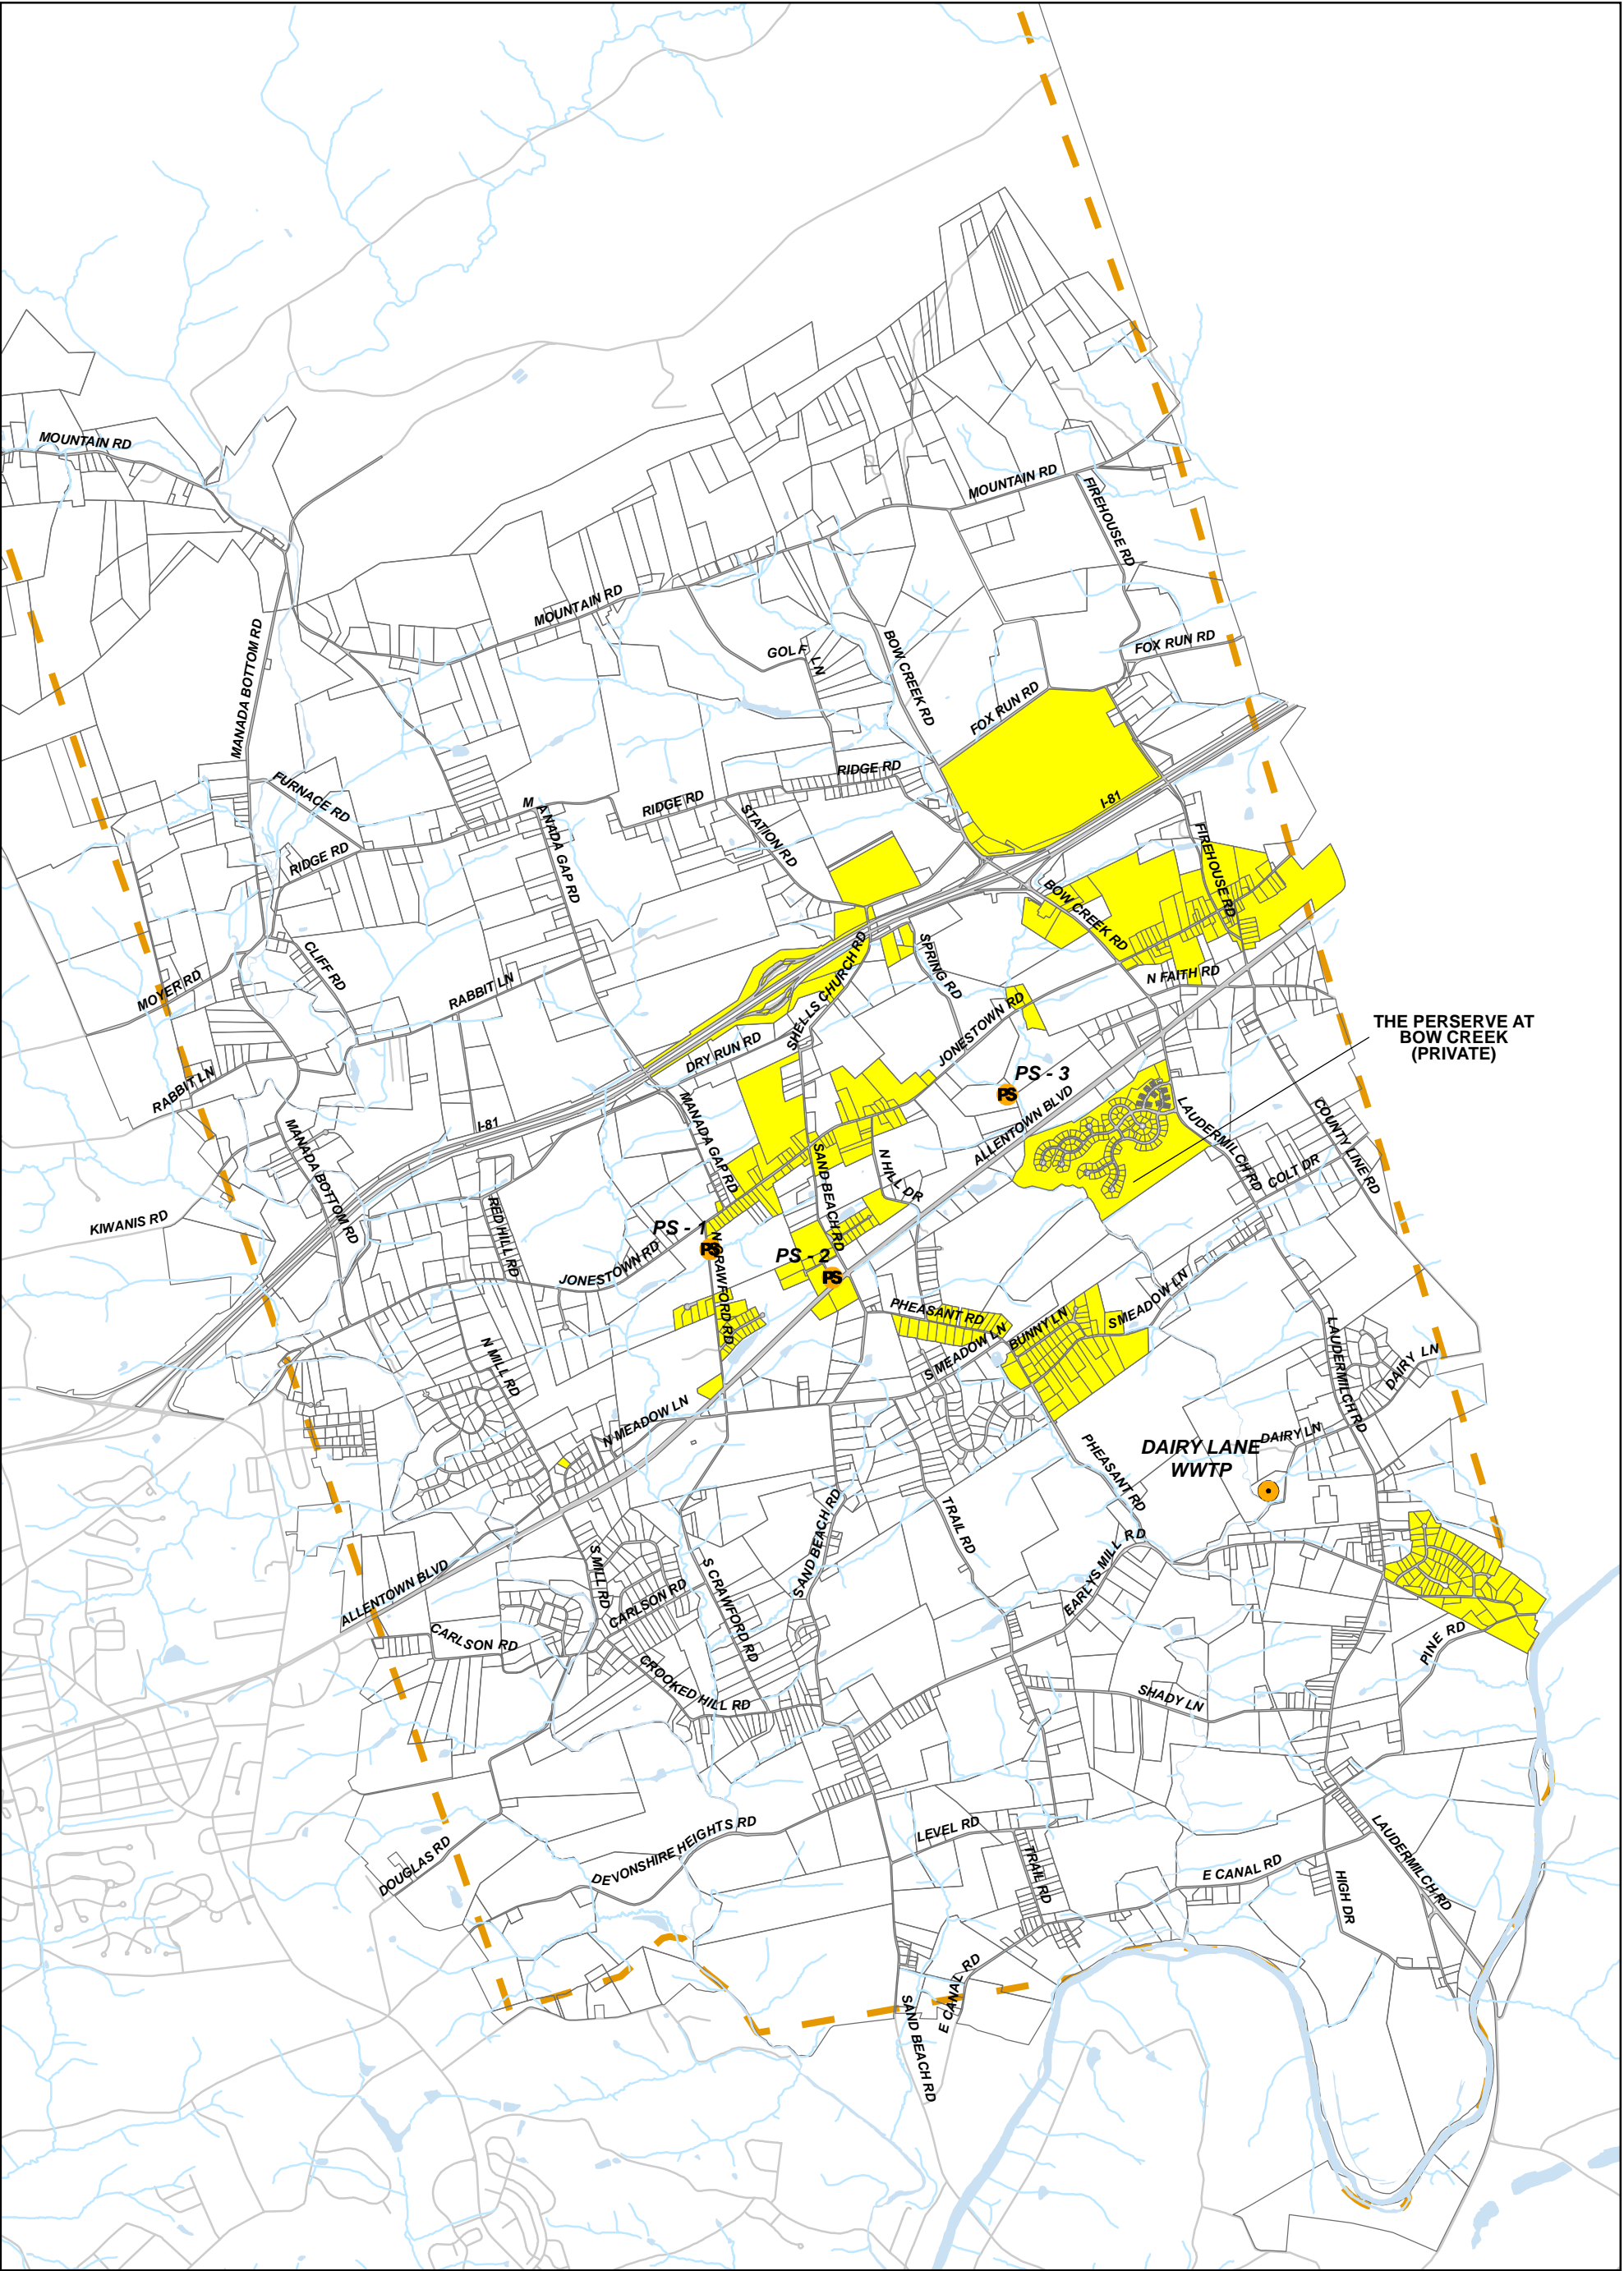 MOUNTAIN RD
MOUNTAIN RD
FIREHOUSE RD
MOUNTAIN RD
MANADA BOTTOM RD
GOLF LN
BOW CREEK RD
FOX RUN RD
FOX RUN RD
FURNACE RD
RIDGE RD
RIDGE RD
I-81
MANADA GAP RD
STATION RD
RIDGE RD
FIREHOUSE RD
BOW CREEK RD
CLIFF RD
SHELLS CHURCH RD
SPRING RD
MOYER RD
RABBIT LN
N FAITH RD
JONESTOWN RD
THE PERSERVE AT
BOW CREEK
(PRIVATE)
DRY RUN RD
RABBIT LN
PS - 3
PS
MANADA GAP RD
ALLENTOWN BLVD
I-81
LAUDERMILCH RD
COUNTY LINE RD
MANADA BOTTOM RD
SAND BEACH RD
N HILL DR
COLT DR
KIWANIS RD
RED HILL RD
PS - 1
PS
N CRAWFORD RD
PS - 2
PS
JONESTOWN RD
PHEASANT RD
BUNNY LN
S MEADOW LN
S MEADOW LN
N MILL RD
LAUDERMILCH RD
DAIRY LN
N MEADOW LN
PHEASANT RD
DAIRY LANE
WWTP
DAIRY LN
TRAIL RD
SAND BEACH RD
EARLYS MILL RD
S MILL RD
S CRAWFORD RD
ALLENTOWN BLVD
CARLSON RD
CARLSON RD
PINE RD
CROOKED HILL RD
SHADY LN
DOUGLAS RD
DEVONSHIRE HEIGHTS RD
LEVEL RD
TRAIL RD
E CANAL RD
HIGH DR
LAUDERMILCH RD
E CANAL RD
SAND BEACH RD